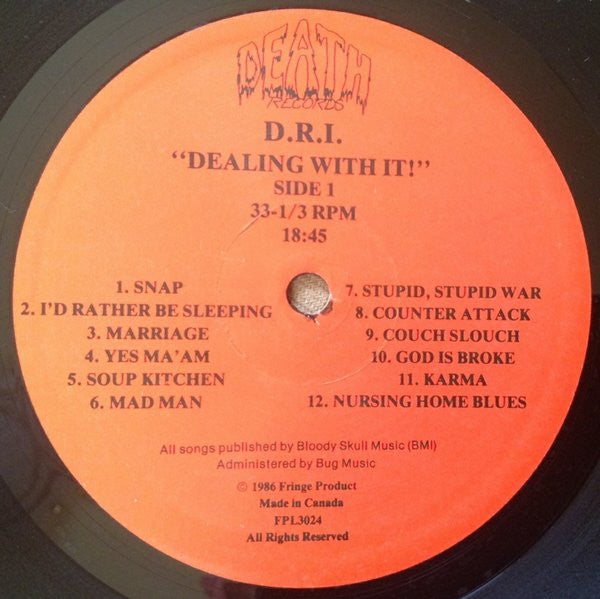 DEATH
RECORDS
D.R.I.
“DEALING WITH IT!”
SIDE 1
33-1/3 RPM
18:45
1. SNAP
2. I’D RATHER BE SLEEPING
3. MARRIAGE
4. YES MA’AM
5. SOUP KITCHEN
6. MAD MAN
7. STUPID, STUPID WAR
8. COUNTER ATTACK
9. COUCH SLOUCH
10. GOD IS BROKE
11. KARMA
12. NURSING HOME BLUES
All songs published by Bloody Skull Music (BMI)
Administered by Bug Music
© 1986 Fringe Product
Made in Canada
FPL3024
All Rights Reserved